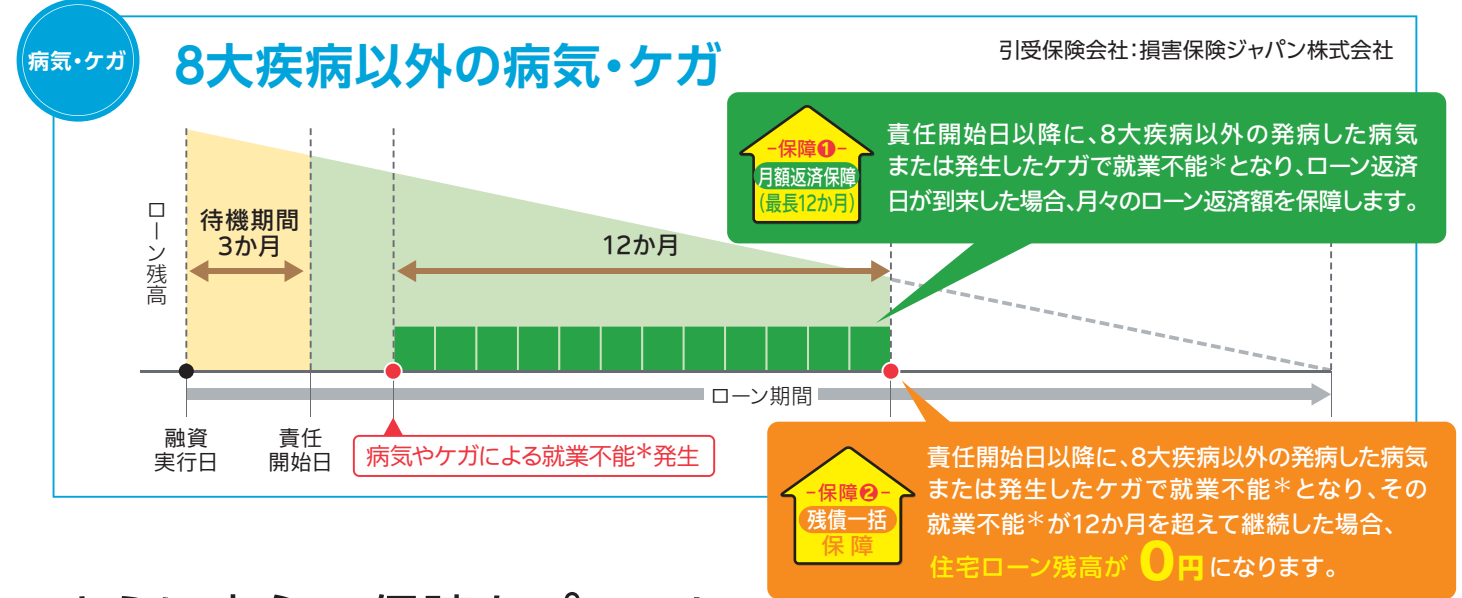 病気・ケガ
8大疾病以外の病気・ケガ
引受保険会社:損害保険ジャパン株式会社
-保障❶-
月額返済保障
(最長12か月)
責任開始日以降に、8大疾病以外の発病した病気
または発生したケガで就業不能＊となり、ローン返済
日が到来した場合、月々のローン返済額を保障します。
ローン残高
待機期間
3か月
12か月
ローン期間
融資
実行日
責任
開始日
病気やケガによる就業不能＊発生
-保障❷-
残債一括
保障
責任開始日以降に、8大疾病以外の発病した病気
または発生したケガで就業不能＊となり、その
就業不能＊が12か月を超えて継続した場合、
住宅ローン残高が 0円になります。